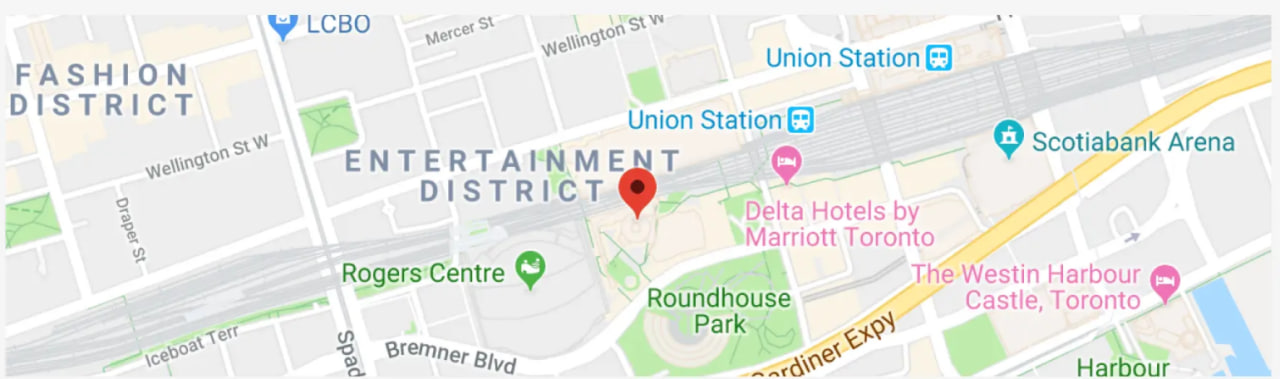 LCBO
Mercer St
Wellington St W
Union Station
FASHION
DISTRICT
Union Station
Scotiabank Arena
Wellington St W
ENTERTAINMENT
DISTRICT
Draper St
Delta Hotels by
Marriott Toronto
Rogers Centre
The Westin Harbour
Castle, Toronto
Roundhouse
Park
Iceboat Terr
Spad
Bremner Blvd
Gardiner Expy
Harbour